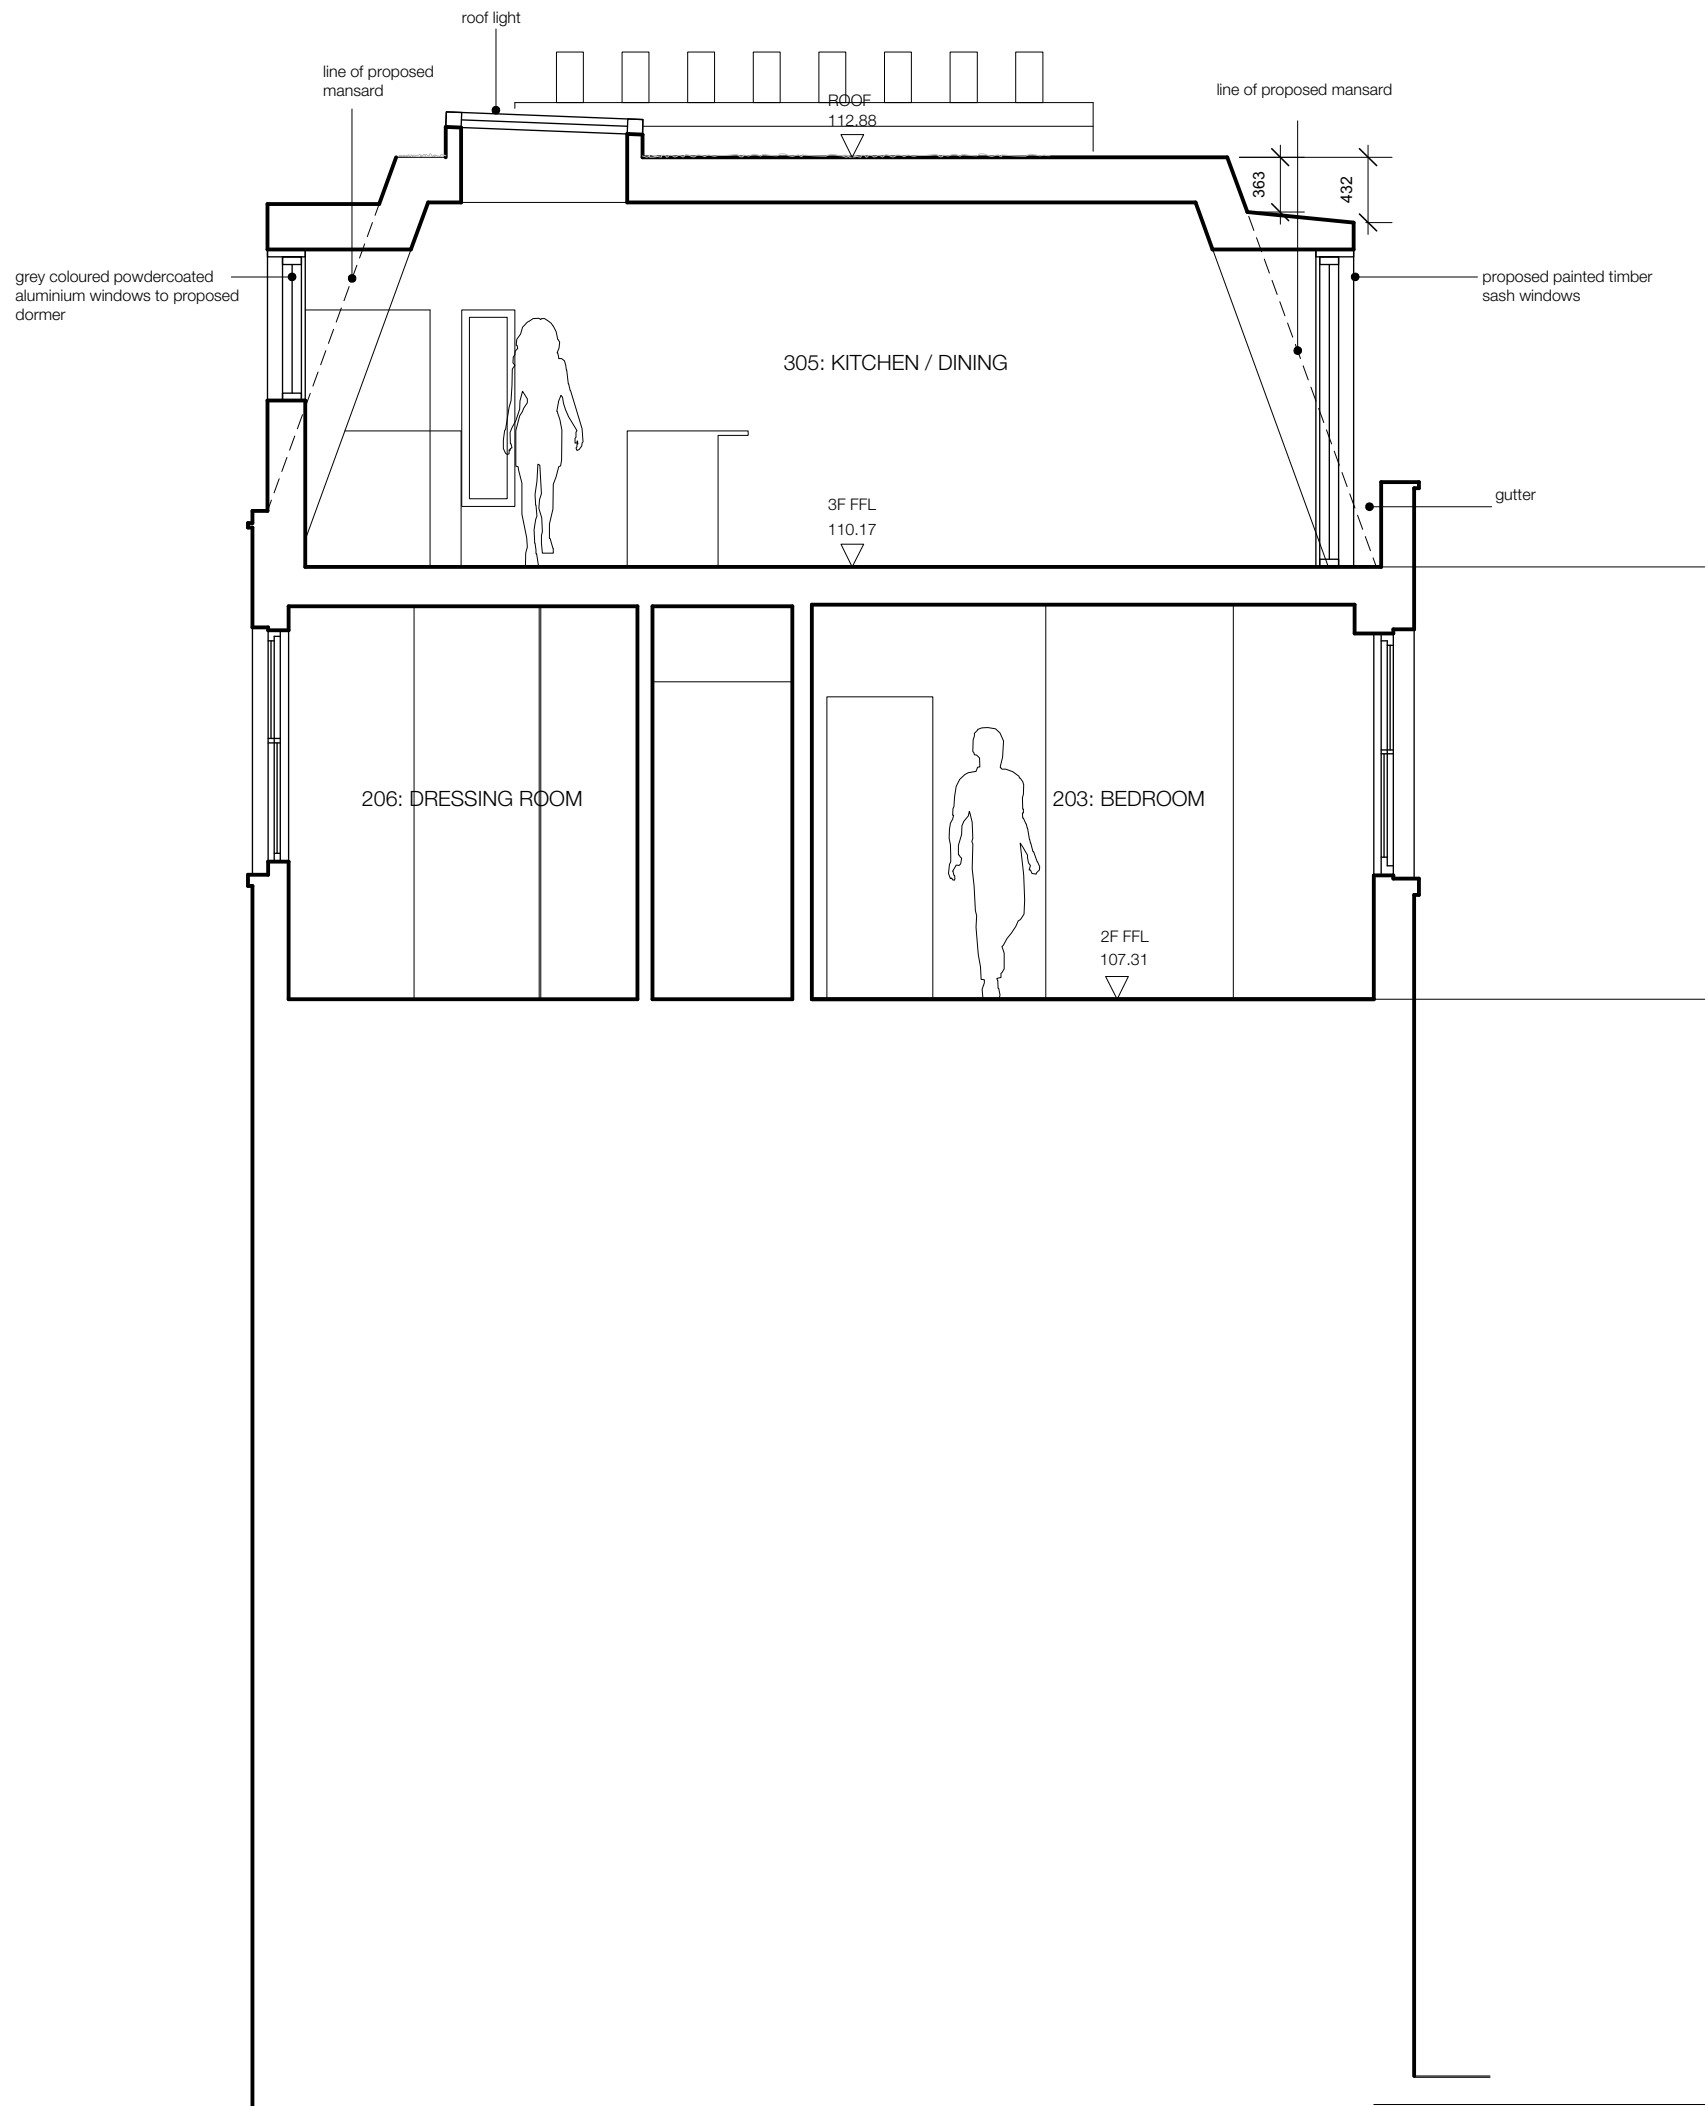 roof light
line of proposed
mansard
line of proposed mansard
ROOF
112.88
363
432
grey coloured powdercoated
aluminium windows to proposed
dormer
proposed painted timber
sash windows
305: KITCHEN / DINING
gutter
3F FFL
110.17
206: DRESSING ROOM
203: BEDROOM
2F FFL
107.31